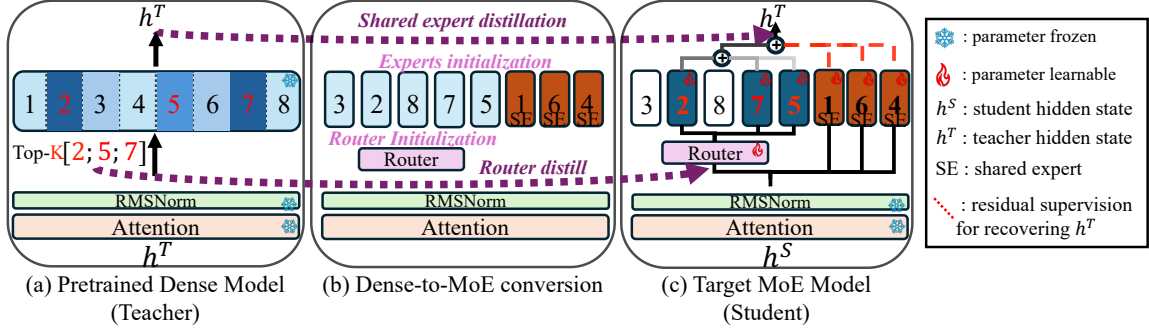 h^T
Shared expert distillation
h^T
Experts initialization
1 2 3 4 5 6 7 8
3 2 8 7 5 1 6 4
SE SE SE
3 2 8 7 5 1 6 4
SE SE SE
Top-K[2; 5; 7]
Router Initialization
Router
Router distill
Router
RMSNorm
RMSNorm
RMSNorm
Attention
Attention
Attention
h^T
h^S
(a) Pretrained Dense Model
(Teacher)
(b) Dense-to-MoE conversion
(c) Target MoE Model
(Student)
: parameter frozen
: parameter learnable
h^S : student hidden state
h^T : teacher hidden state
SE : shared expert
: residual supervision
for recovering h^T